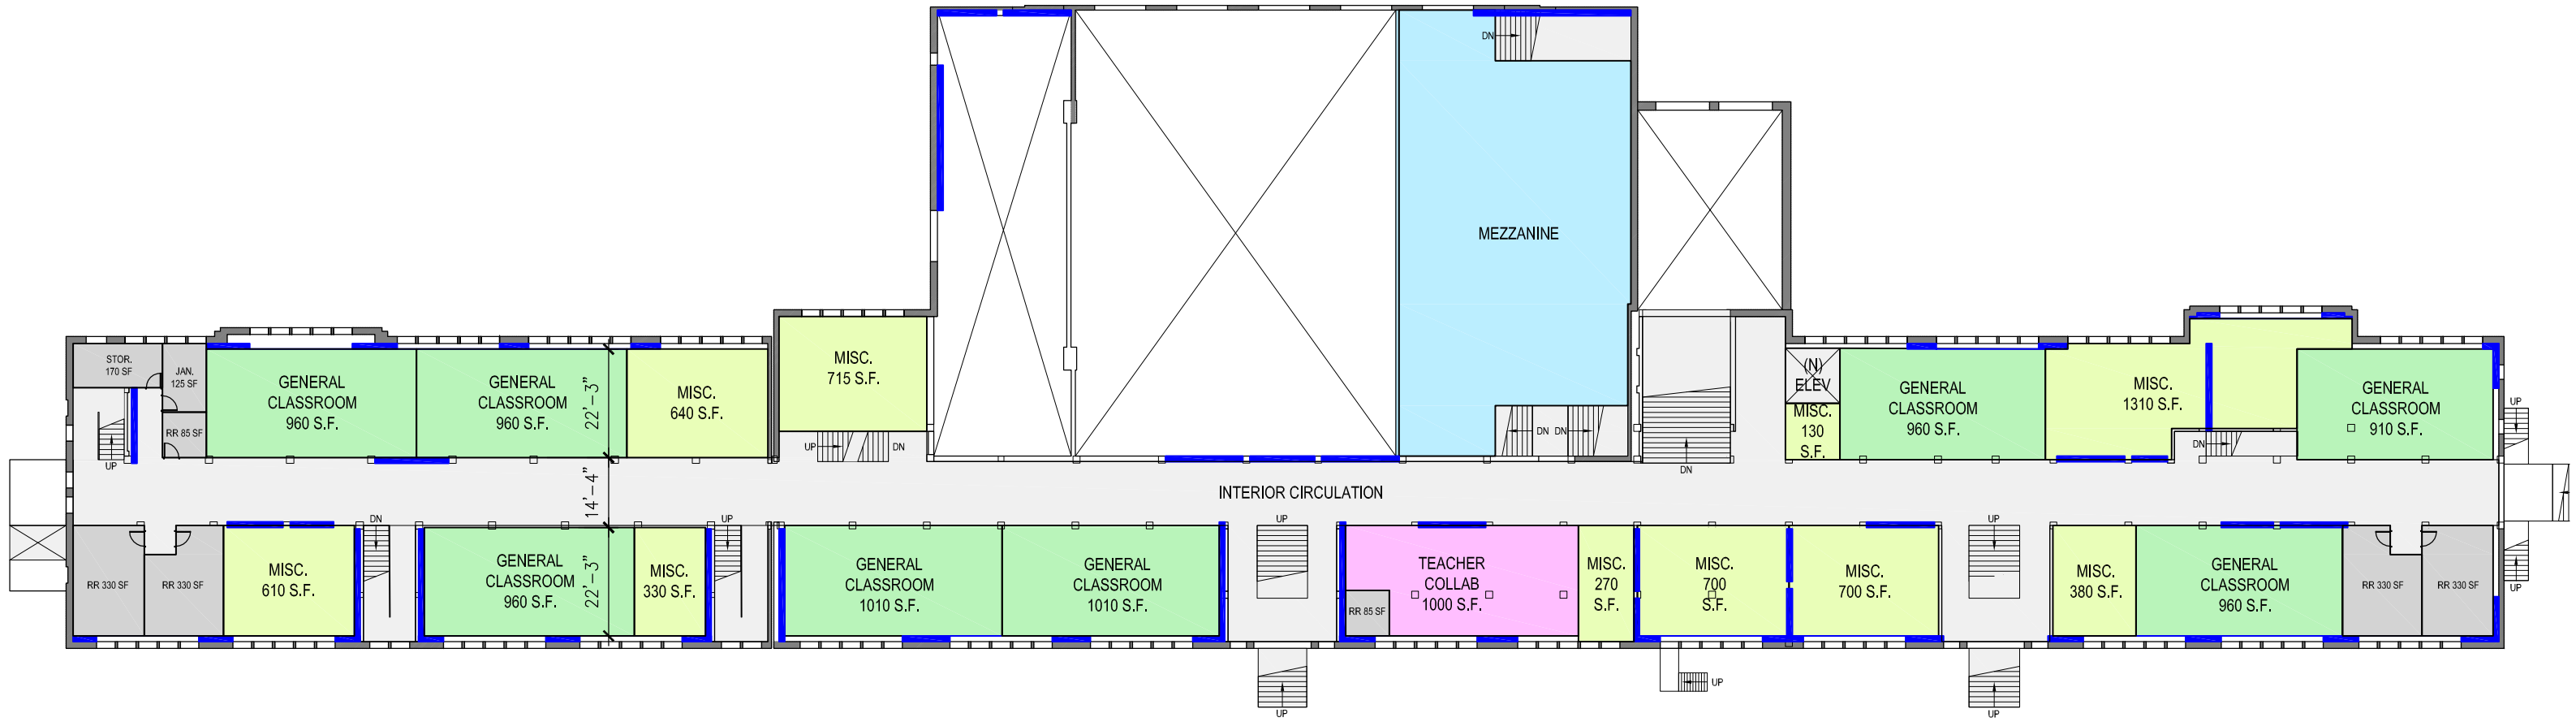 DN
MEZZANINE
STOR.
170 SF
JAN.
125 SF
RR 85 SF
UP
GENERAL
CLASSROOM
960 S.F.
GENERAL
CLASSROOM
960 S.F.
22'-3"
MISC.
640 S.F.
MISC.
715 S.F.
UP
DN
DN
DN
DN
(N)
ELEV
MISC.
130
S.F.
GENERAL
CLASSROOM
960 S.F.
MISC.
1310 S.F.
DN
GENERAL
CLASSROOM
910 S.F.
UP
14'-4"
INTERIOR CIRCULATION
RR 330 SF
RR 330 SF
MISC.
610 S.F.
DN
GENERAL
CLASSROOM
960 S.F.
22'-3"
MISC.
330 S.F.
UP
GENERAL
CLASSROOM
1010 S.F.
GENERAL
CLASSROOM
1010 S.F.
UP
TEACHER
COLLAB
1000 S.F.
RR 85 SF
MISC.
270
S.F.
MISC.
700
S.F.
MISC.
700 S.F.
UP
MISC.
380 S.F.
GENERAL
CLASSROOM
960 S.F.
RR 330 SF
RR 330 SF
UP
UP
UP
UP
UP